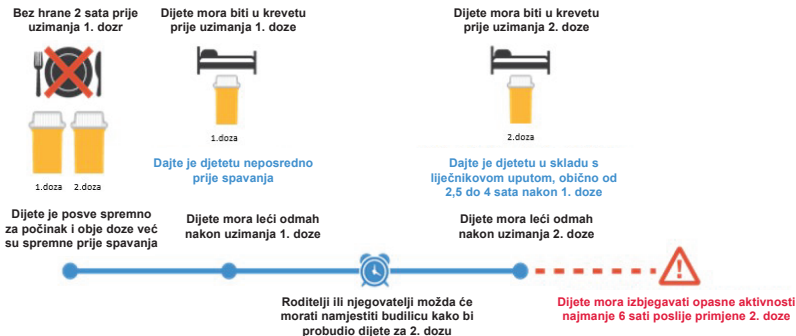 Bez hrane 2 sata prije
uzimanja 1. dozr
1.doza
2.doza
Dijete je posve spremno
za počinak i obje doze već
su spremne prije spavanja
Dijete mora biti u krevetu
prije uzimanja 1. doze
1.doza
Dajte je djetetu neposredno
prije spavanja
Dijete mora leći odmah
nakon uzimanja 1. doze
Roditelji ili njegovatelji možda će
morati namjestiti budilicu kako bi
probudio dijete za 2. dozu
Dijete mora biti u krevetu
prije uzimanja 2. doze
2.doza
Dajte je djetetu u skladu s
liječnikovom uputom, obično od
2,5 do 4 sata nakon 1. doze
Dijete mora leći odmah
nakon uzimanja 2. doze
Dijete mora izbjegavati opasne aktivnosti
najmanje 6 sati poslije primjene 2. doze